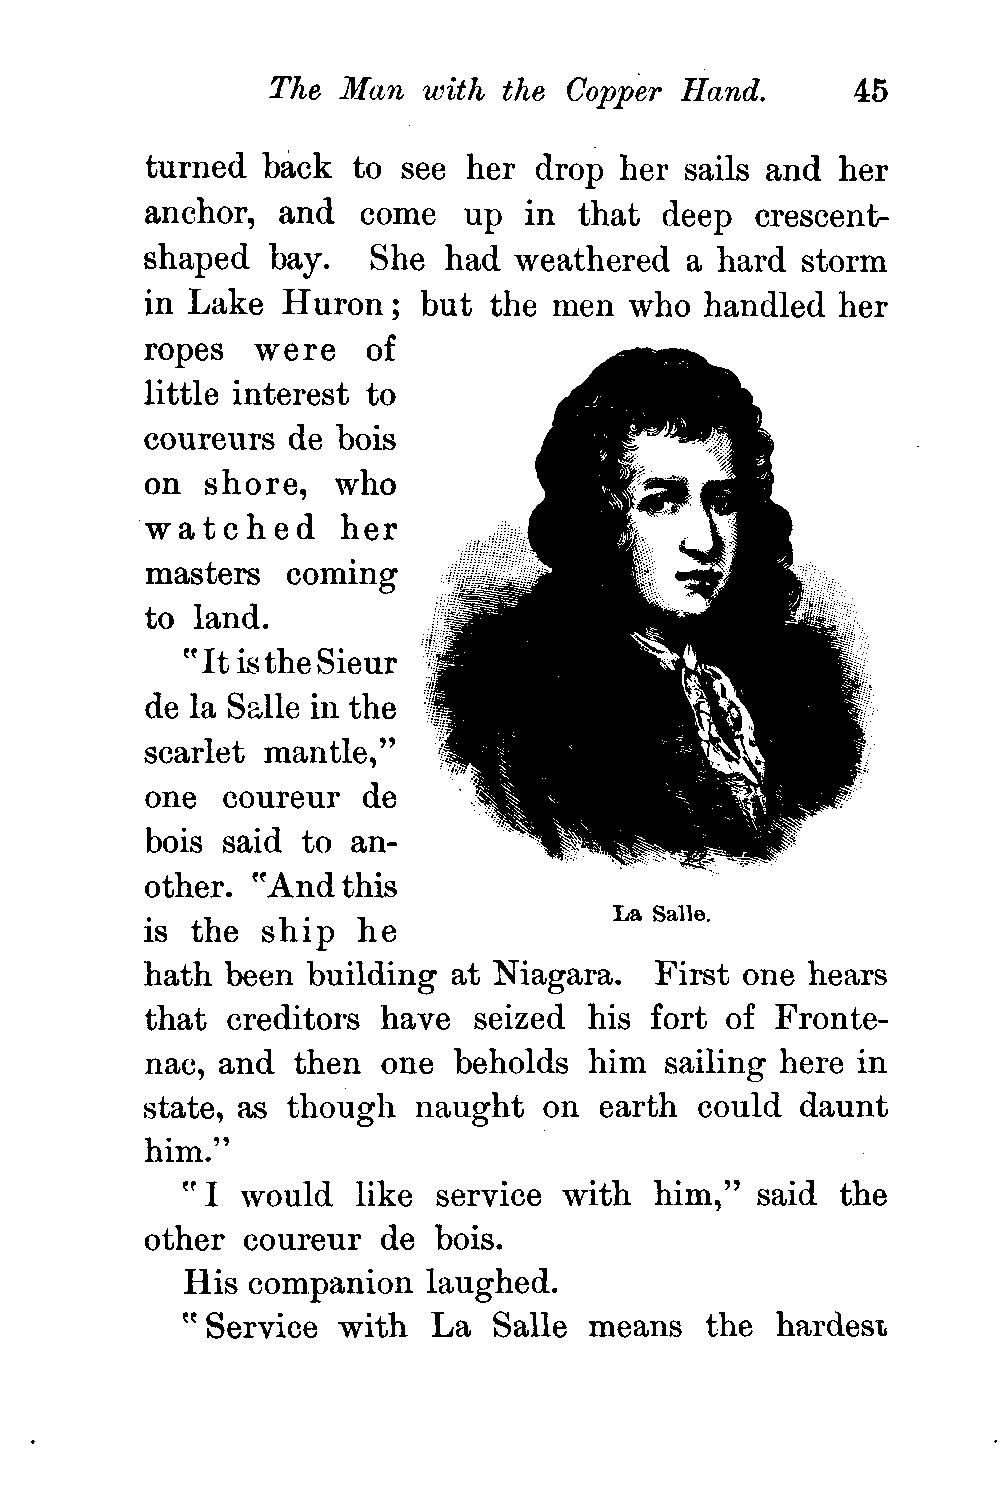 The Man with the Copper Hand. 45
turned back to see her drop her sails and her
anchor, and come up in that deep crescent-
shaped bay. She had weathered a hard storm
in Lake Huron; but the men who handled her
ropes were of
little interest to
coureurs de bois
on shore, who
watched her
masters coming
to land.
"It is the Sieur
de la Salle in the
scarlet mantle,"
one coureur de
bois said to an-
other. "And this
is the ship he
La Salle.
hath been building at Niagara. First one hears
that creditors have seized his fort of Fronte-
nac, and then one beholds him sailing here in
state, as though naught on earth could daunt
him."
"I would like service with him," said the
other coureur de bois.
His companion laughed.
"Service with La Salle means the hardest